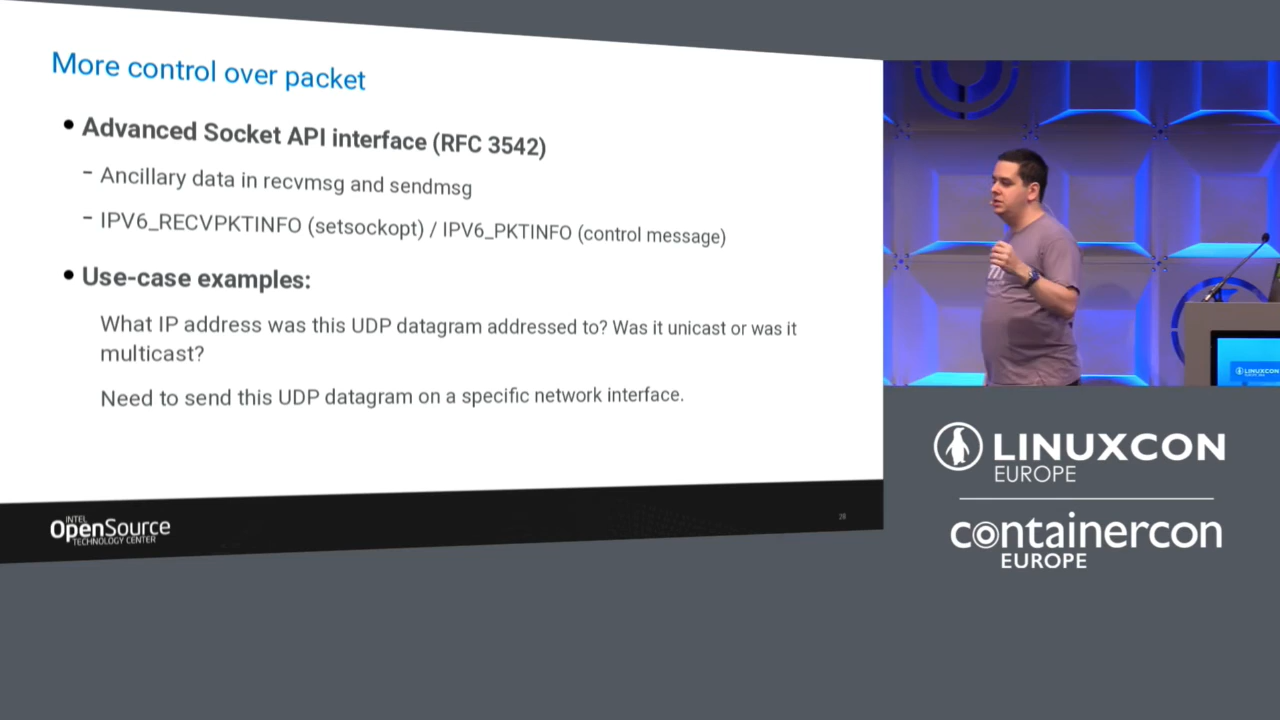 More control over packet
• Advanced Socket API interface (RFC 3542)
– Ancillary data in recvmsg and sendmsg
– IPV6_RECVPKTINFO (setsockopt) / IPV6_PKTINFO (control message)
• Use-case examples:
What IP address was this UDP datagram addressed to? Was it unicast or was it
multicast?
Need to send this UDP datagram on a specific network interface.
INTEL
OpenSource
TECHNOLOGY CENTER
28
LINUXCON
LINUXCON
EUROPE
containercon
EUROPE